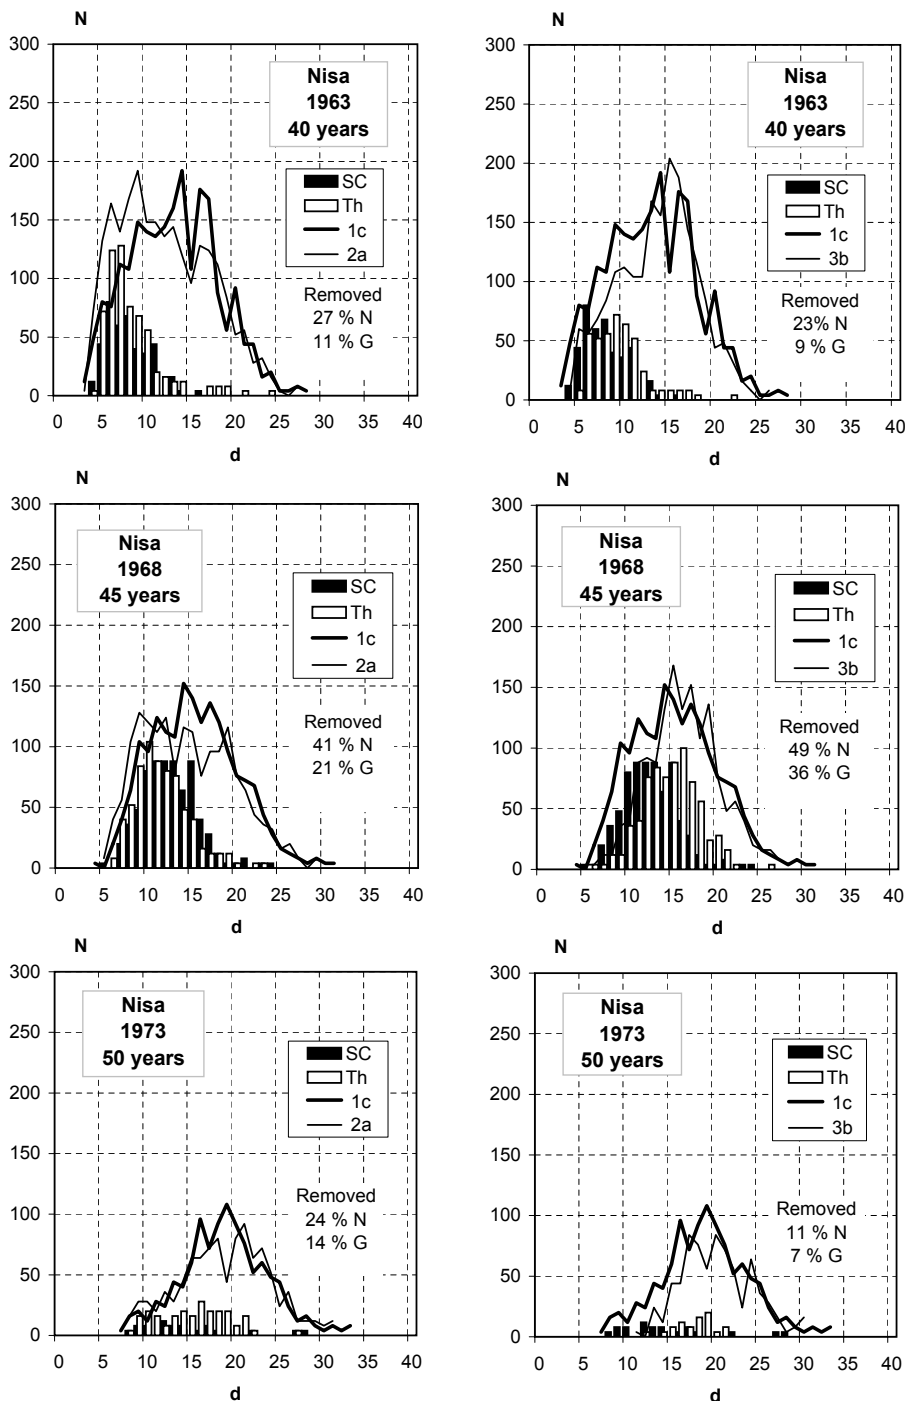 N
300
250
200
150
100
50
0
0 5 10 15 20 25 30 35 40
d
Nisa
1963
40 years
SC
Th
1c
2a
Removed
27 % N
11 % G
N
300
250
200
150
100
50
0
0 5 10 15 20 25 30 35 40
d
Nisa
1963
40 years
SC
Th
1c
3b
Removed
23% N
9 % G
N
300
250
200
150
100
50
0
0 5 10 15 20 25 30 35 40
d
Nisa
1968
45 years
SC
Th
1c
2a
Removed
41 % N
21 % G
N
300
250
200
150
100
50
0
0 5 10 15 20 25 30 35 40
d
Nisa
1968
45 years
SC
Th
1c
3b
Removed
49 % N
36 % G
N
300
250
200
150
100
50
0
0 5 10 15 20 25 30 35 40
d
Nisa
1973
50 years
SC
Th
1c
2a
Removed
24 % N
14 % G
N
300
250
200
150
100
50
0
0 5 10 15 20 25 30 35 40
d
Nisa
1973
50 years
SC
Th
1c
3b
Removed
11 % N
7 % G